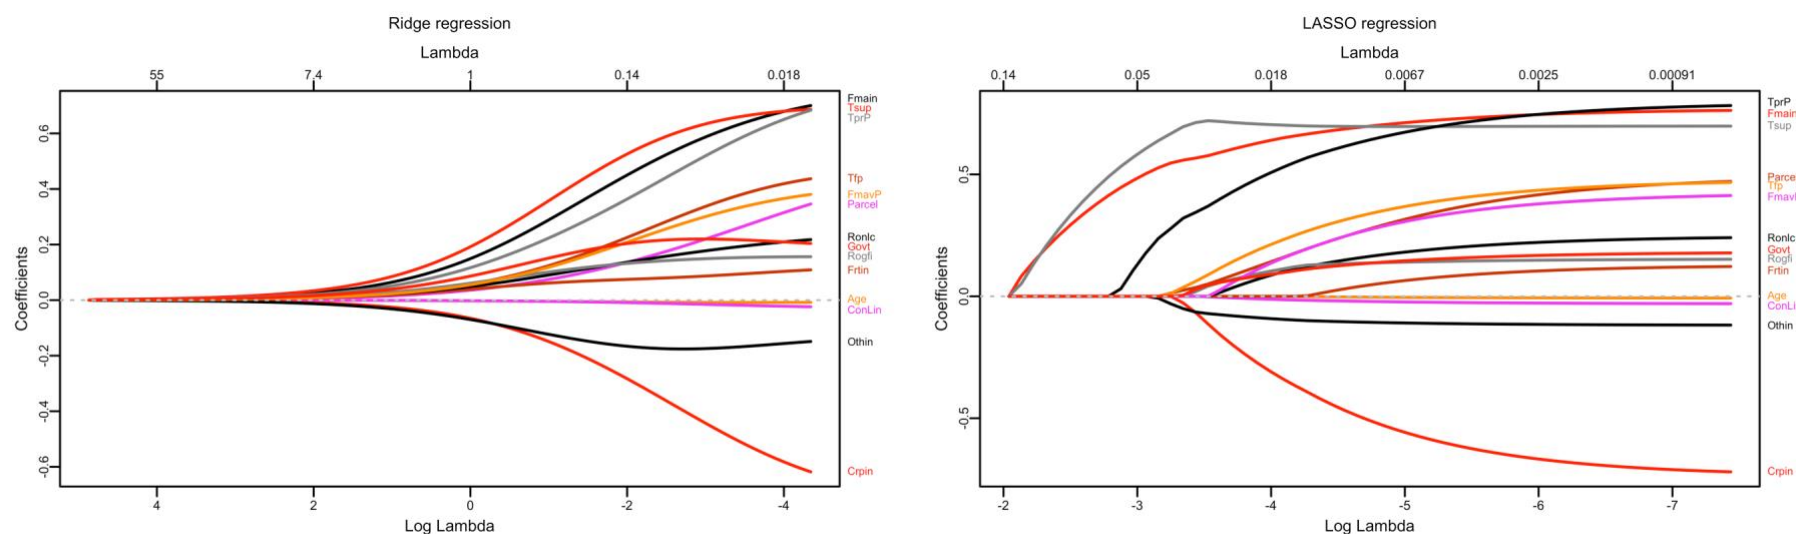 Ridge regression
Lambda
55 7.4 1 0.14 0.018
Coefficients
0.6
0.4
0.2
0.0
-0.2
-0.4
-0.6
Fmain
Tsup
TprP
Tfp
FmavP
Parcel
Ronlc
Govt
Rogfi
Frtin
Age
ConLin
Othin
Crpin
4 2 0 -2 -4
Log Lambda
LASSO regression
Lambda
0.14 0.05 0.018 0.0067 0.0025 0.00091
Coefficients
0.5
0.0
-0.5
TprP
Fmain
Tsup
Parce
Tfp
Fmav
Ronlc
Govt
Rogfi
Frtin
Age
ConLi
Othin
Crpin
-2 -3 -4 -5 -6 -7
Log Lambda